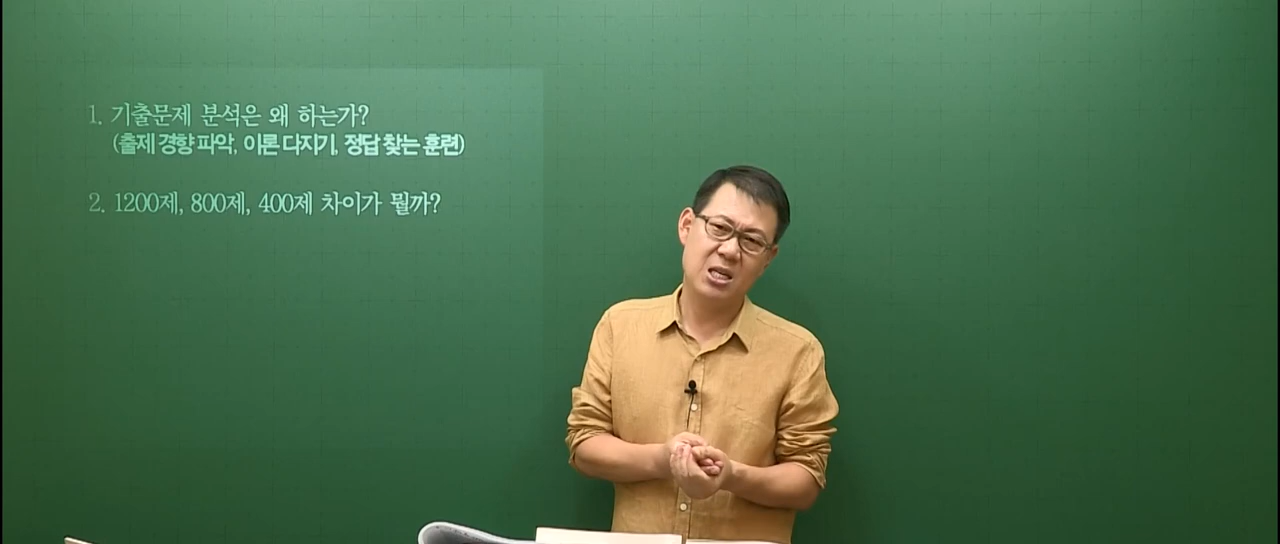 1. 기출문제 분석은 왜 하는가?
(출제 경향 파악, 이론 다지기, 정답 찾는 훈련)
2. 1200제, 800제, 400제 차이가 뭘까?